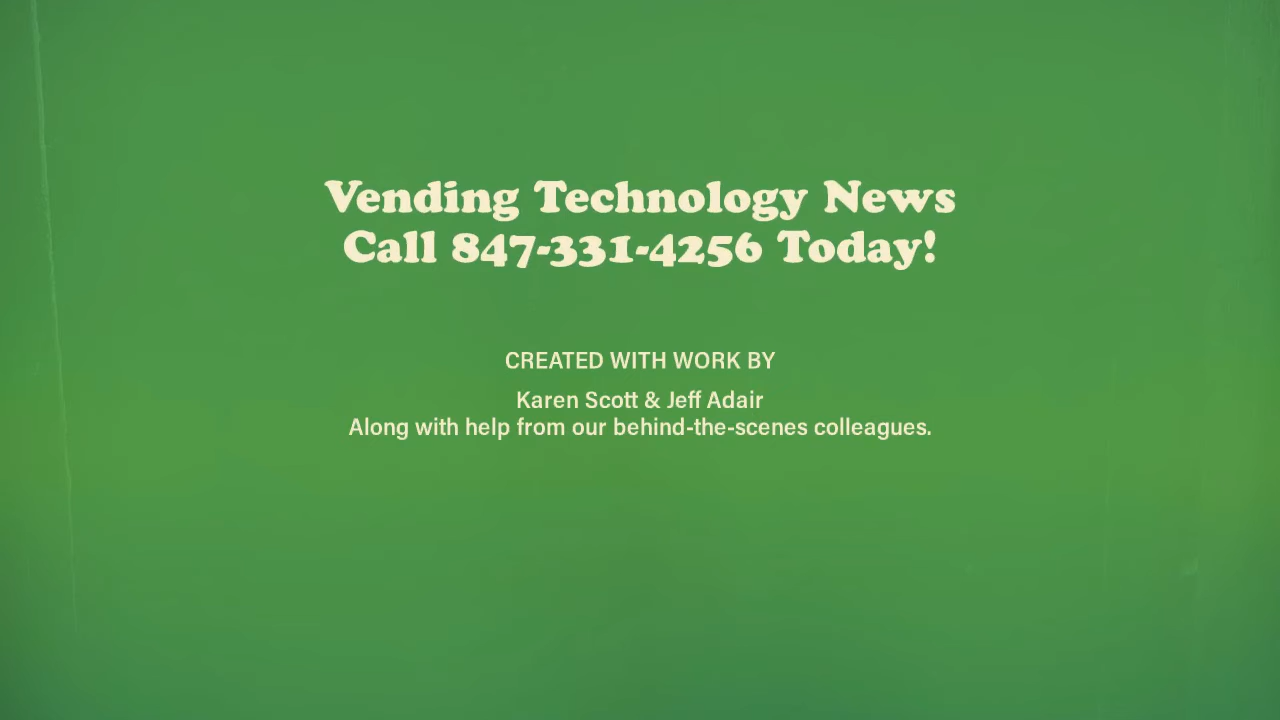 Vending Technology News
Call 847-331-4256 Today!
CREATED WITH WORK BY
Karen Scott & Jeff Adair
Along with help from our behind-the-scenes colleagues.